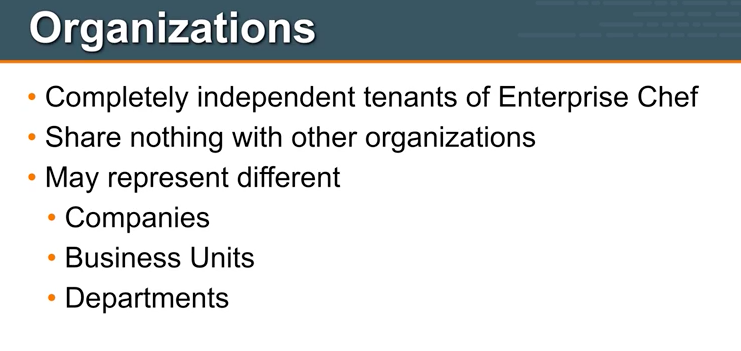 Organizations
• Completely independent tenants of Enterprise Chef
• Share nothing with other organizations
• May represent different
• Companies
• Business Units
• Departments